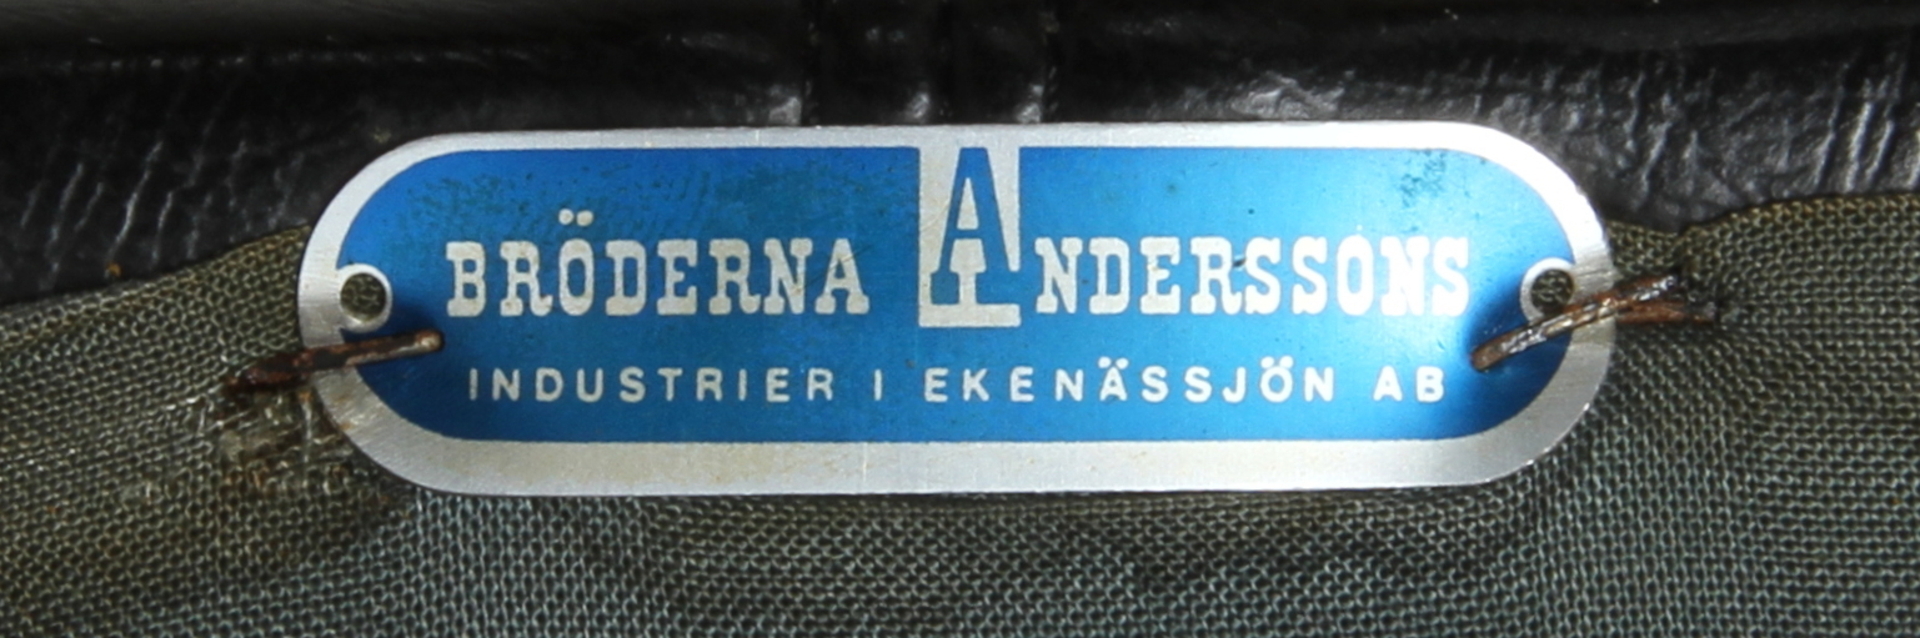 BRÖDERNA ANDERSSONS
INDUSTRIER I EKENÄSSJÖN AB